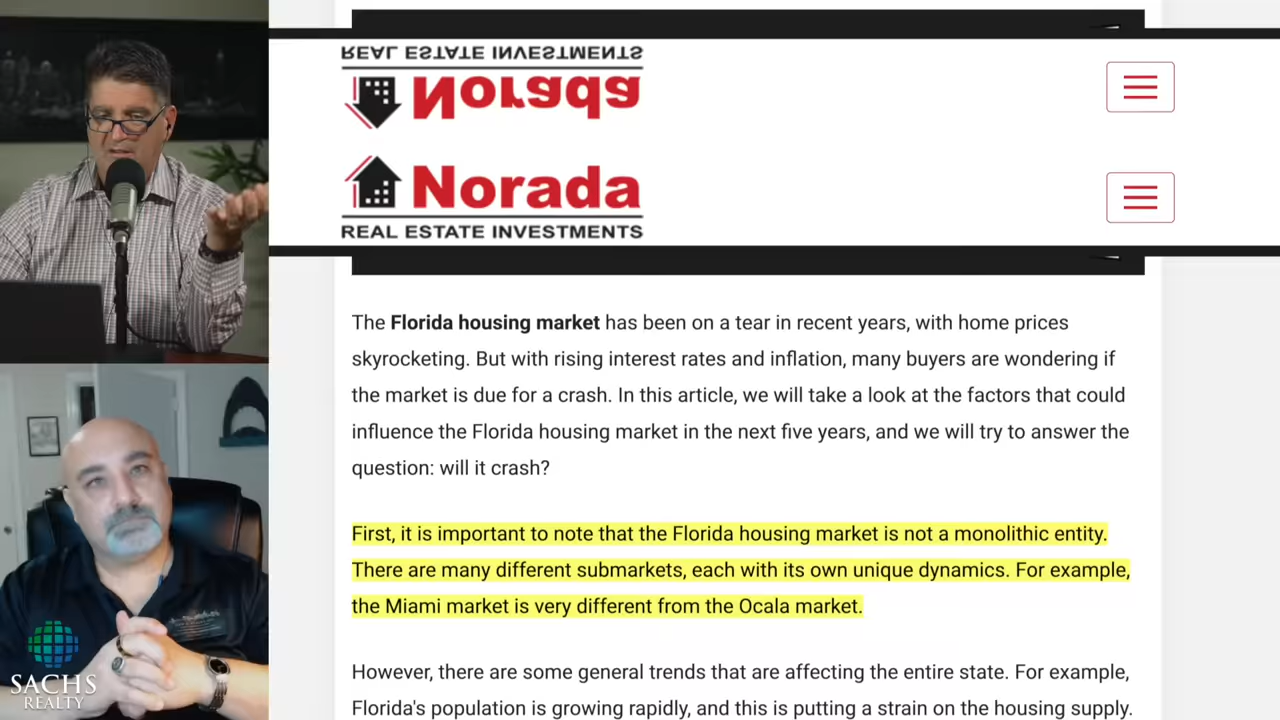 REAL ESTATE INVESTMENTS
Norada
Norada
REAL ESTATE INVESTMENTS
The Florida housing market has been on a tear in recent years, with home prices
skyrocketing. But with rising interest rates and inflation, many buyers are wondering if
the market is due for a crash. In this article, we will take a look at the factors that could
influence the Florida housing market in the next five years, and we will try to answer the
question: will it crash?
First, it is important to note that the Florida housing market is not a monolithic entity.
There are many different submarkets, each with its own unique dynamics. For example,
the Miami market is very different from the Ocala market.
However, there are some general trends that are affecting the entire state. For example,
Florida's population is growing rapidly, and this is putting a strain on the housing supply.
SACHS
REALTY